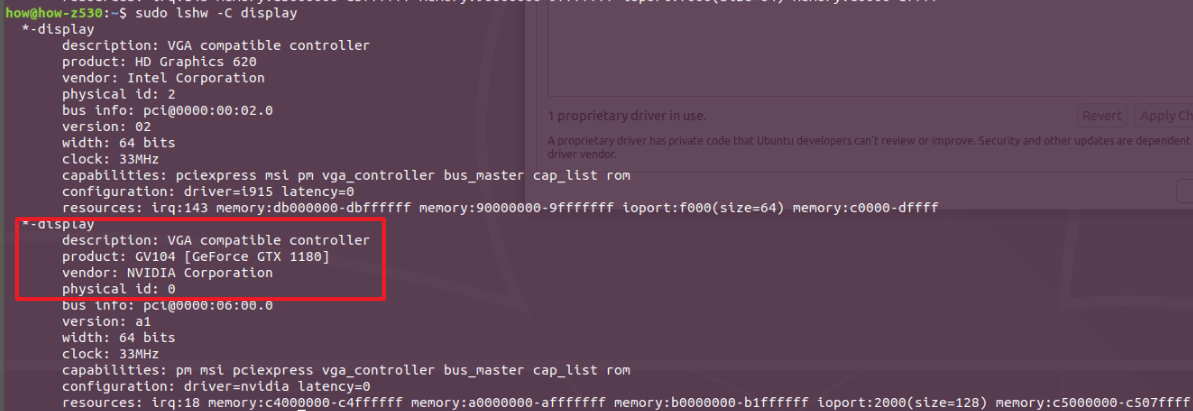 how@how-z530:~$ sudo lshw -C display
*-display
description: VGA compatible controller
product: HD Graphics 620
vendor: Intel Corporation
physical id: 2
bus info: pci@0000:00:02.0
version: 02
width: 64 bits
clock: 33MHz
capabilities: pciexpress msi pm vga_controller bus_master cap_list rom
configuration: driver=i915 latency=0
resources: irq:143 memory:db000000-dbffffff memory:90000000-9fffffff ioport:f000(size=64) memory:c0000-dffff
*-display
description: VGA compatible controller
product: GV104 [GeForce GTX 1180]
vendor: NVIDIA Corporation
physical id: 0
bus info: pci@0000:06:00.0
version: a1
width: 64 bits
clock: 33MHz
capabilities: pm msi pciexpress vga_controller bus_master cap_list rom
configuration: driver=nvidia latency=0
resources: irq:18 memory:c4000000-c4ffffff memory:a0000000-afffffff memory:b0000000-b1ffffff ioport:2000(size=128) memory:c5000000-c507ffff
1 proprietary driver in use.
Revert
Apply Ch
A proprietary driver has private code that Ubuntu developers can't review or improve. Security and other updates are dependent
driver vendor.